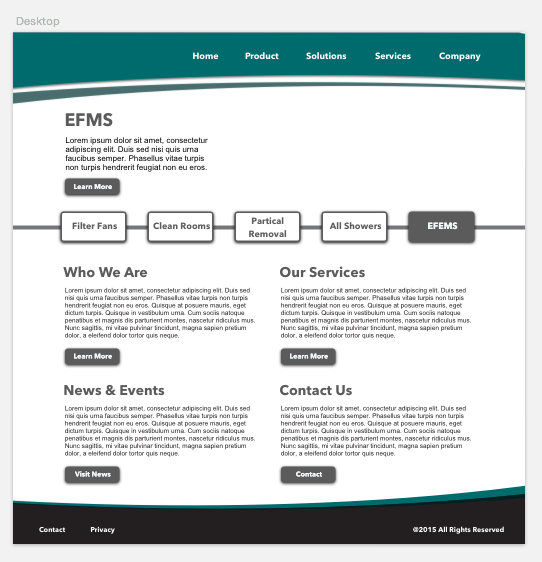 Desktop
Home Product Solutions Services Company
EFMS
Lorem ipsum dolor sit amet, consectetur
adipiscing elit. Duis sed nisi quis urna
faucibus semper. Phasellus vitae turpis
non turpis hendrerit feugiat non eu eros.
Learn More
Filter Fans
Clean Rooms
Partical
Removal
All Showers
EFEMS
Who We Are
Lorem ipsum dolor sit amet, consectetur adipiscing elit. Duis sed
nisi quis urna faucibus semper. Phasellus vitae turpis non turpis
hendrerit feugiat non eu eros. Quisque at posuere mauris, eget
dictum turpis. Quisque in vestibulum urna. Cum sociis natoque
penatibus et magnis dis parturient montes, nascetur ridiculus mus.
Nunc sagittis, mi vitae pulvinar tincidunt, magna sapien pretium
dolor, a eleifend dolor tortor quis neque.
Learn More
Our Services
Lorem ipsum dolor sit amet, consectetur adipiscing elit. Duis sed
nisi quis urna faucibus semper. Phasellus vitae turpis non turpis
hendrerit feugiat non eu eros. Quisque at posuere mauris, eget
dictum turpis. Quisque in vestibulum urna. Cum sociis natoque
penatibus et magnis dis parturient montes, nascetur ridiculus mus.
Nunc sagittis, mi vitae pulvinar tincidunt, magna sapien pretium
dolor, a eleifend dolor tortor quis neque.
Learn More
News & Events
Lorem ipsum dolor sit amet, consectetur adipiscing elit. Duis sed
nisi quis urna faucibus semper. Phasellus vitae turpis non turpis
hendrerit feugiat non eu eros. Quisque at posuere mauris, eget
dictum turpis. Quisque in vestibulum urna. Cum sociis natoque
penatibus et magnis dis parturient montes, nascetur ridiculus mus.
Nunc sagittis, mi vitae pulvinar tincidunt, magna sapien pretium
dolor, a eleifend dolor tortor quis neque.
Visit News
Contact Us
Lorem ipsum dolor sit amet, consectetur adipiscing elit. Duis sed
nisi quis urna faucibus semper. Phasellus vitae turpis non turpis
hendrerit feugiat non eu eros. Quisque at posuere mauris, eget
dictum turpis. Quisque in vestibulum urna. Cum sociis natoque
penatibus et magnis dis parturient montes, nascetur ridiculus mus.
Nunc sagittis, mi vitae pulvinar tincidunt, magna sapien pretium
dolor, a eleifend dolor tortor quis neque.
Contact
Contact Privacy @2015 All Rights Reserved